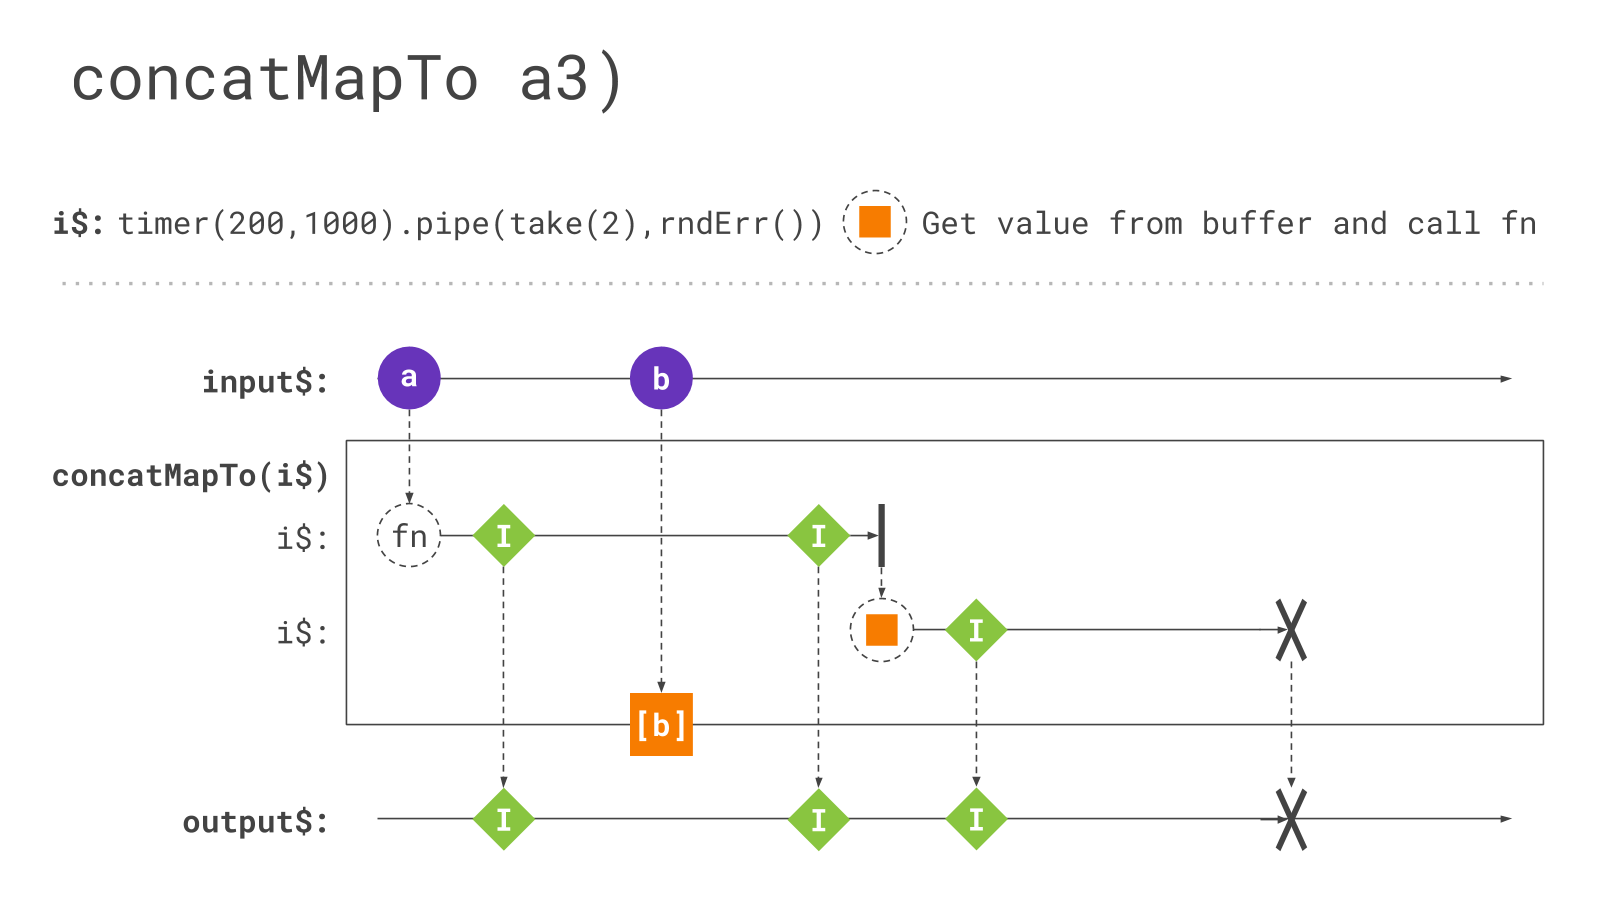 concatMapTo a3)
i$: timer(200,1000).pipe(take(2),rndErr()) Get value from buffer and call fn
input$: a b
concatMapTo(i$)
i$: fn I I
i$: I X
[b]
output$: I I I X